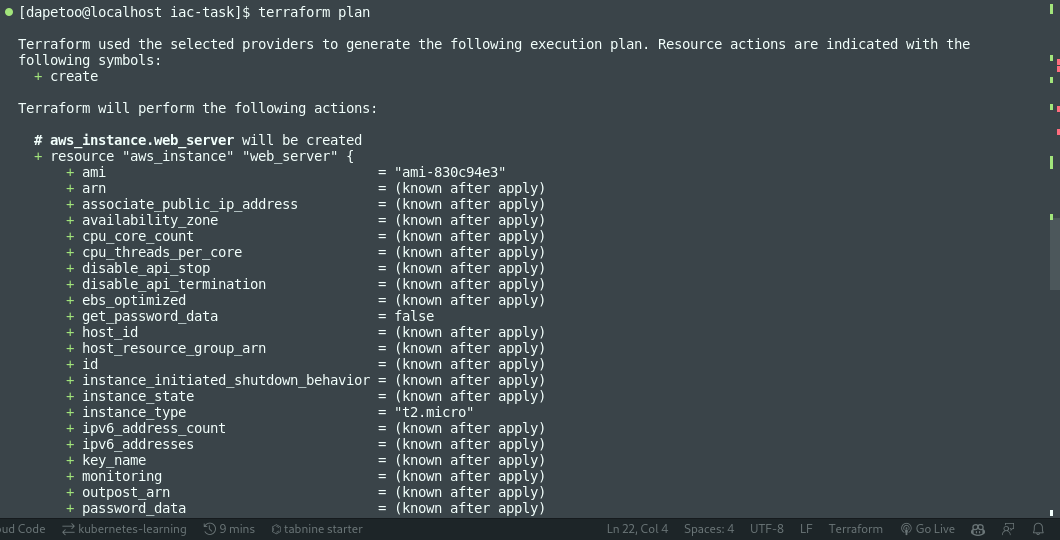 [dapetoo@localhost iac-task]$ terraform plan
Terraform used the selected providers to generate the following execution plan. Resource actions are indicated with the
following symbols:
+ create
Terraform will perform the following actions:
# aws_instance.web_server will be created
+ resource "aws_instance" "web_server" {
+ ami = "ami-830c94e3"
+ arn = (known after apply)
+ associate_public_ip_address = (known after apply)
+ availability_zone = (known after apply)
+ cpu_core_count = (known after apply)
+ cpu_threads_per_core = (known after apply)
+ disable_api_stop = (known after apply)
+ disable_api_termination = (known after apply)
+ ebs_optimized = (known after apply)
+ get_password_data = false
+ host_id = (known after apply)
+ host_resource_group_arn = (known after apply)
+ id = (known after apply)
+ instance_initiated_shutdown_behavior = (known after apply)
+ instance_state = (known after apply)
+ instance_type = "t2.micro"
+ ipv6_address_count = (known after apply)
+ ipv6_addresses = (known after apply)
+ key_name = (known after apply)
+ monitoring = (known after apply)
+ outpost_arn = (known after apply)
+ password_data = (known after apply)
oud Code kubernetes-learning 9 mins tabnine starter Ln 22, Col 4 Spaces: 4 UTF-8 LF Terraform Go Live